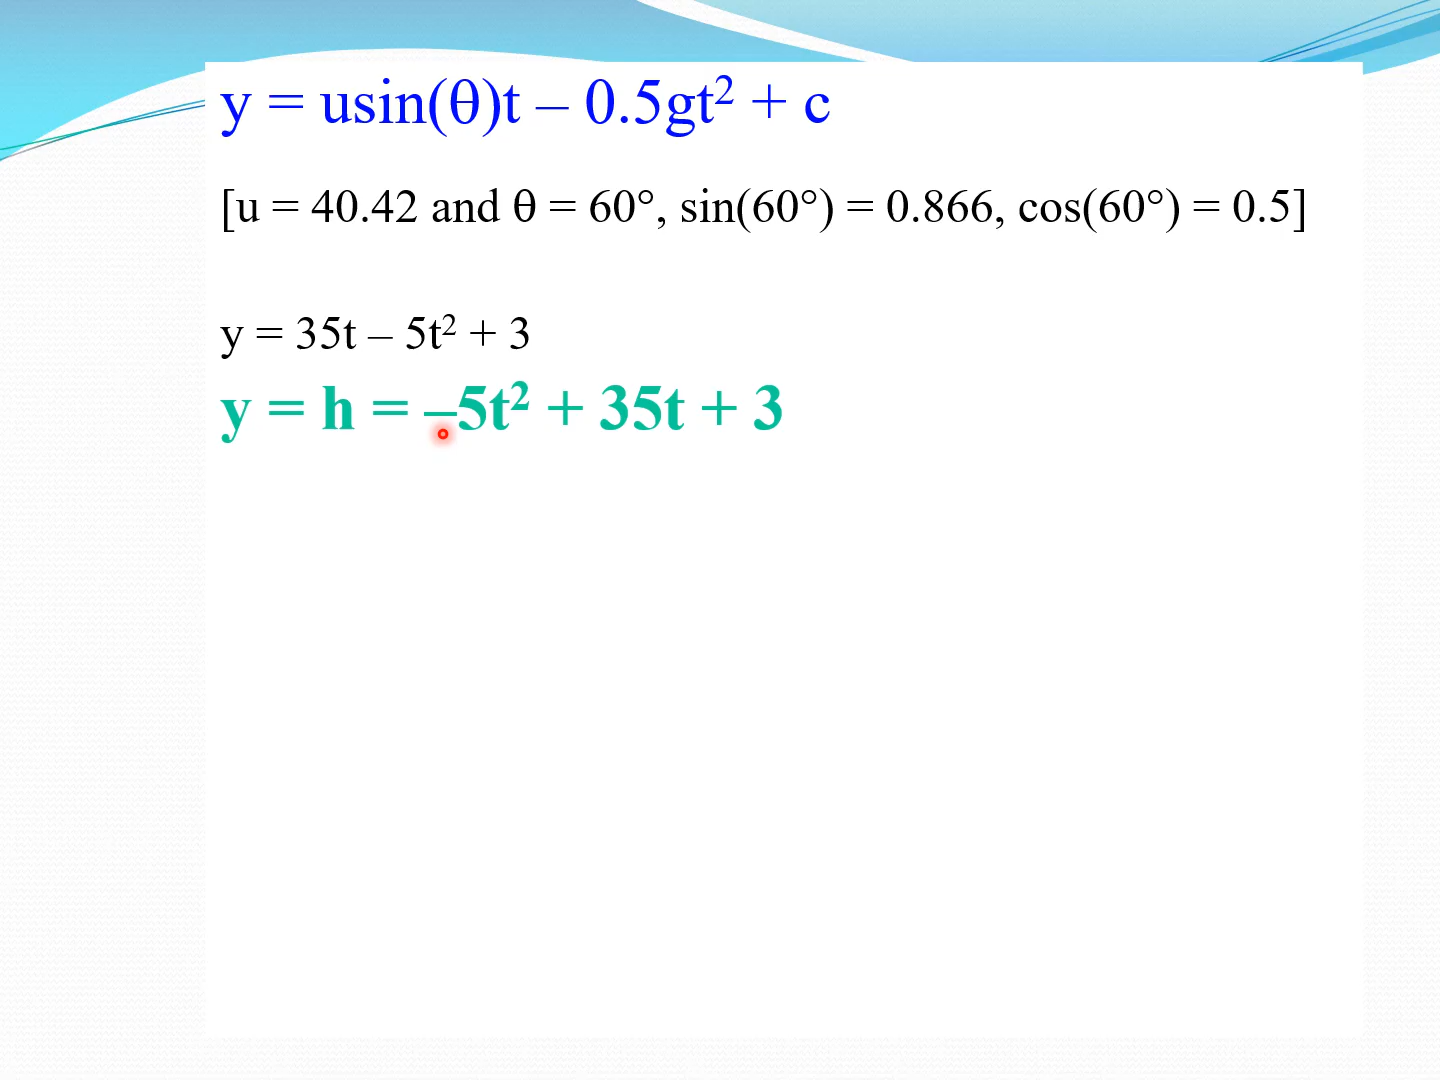 y = usin(θ)t – 0.5gt² + c
[u = 40.42 and θ = 60°, sin(60°) = 0.866, cos(60°) = 0.5]
y = 35t – 5t² + 3
y = h = –5t² + 35t + 3